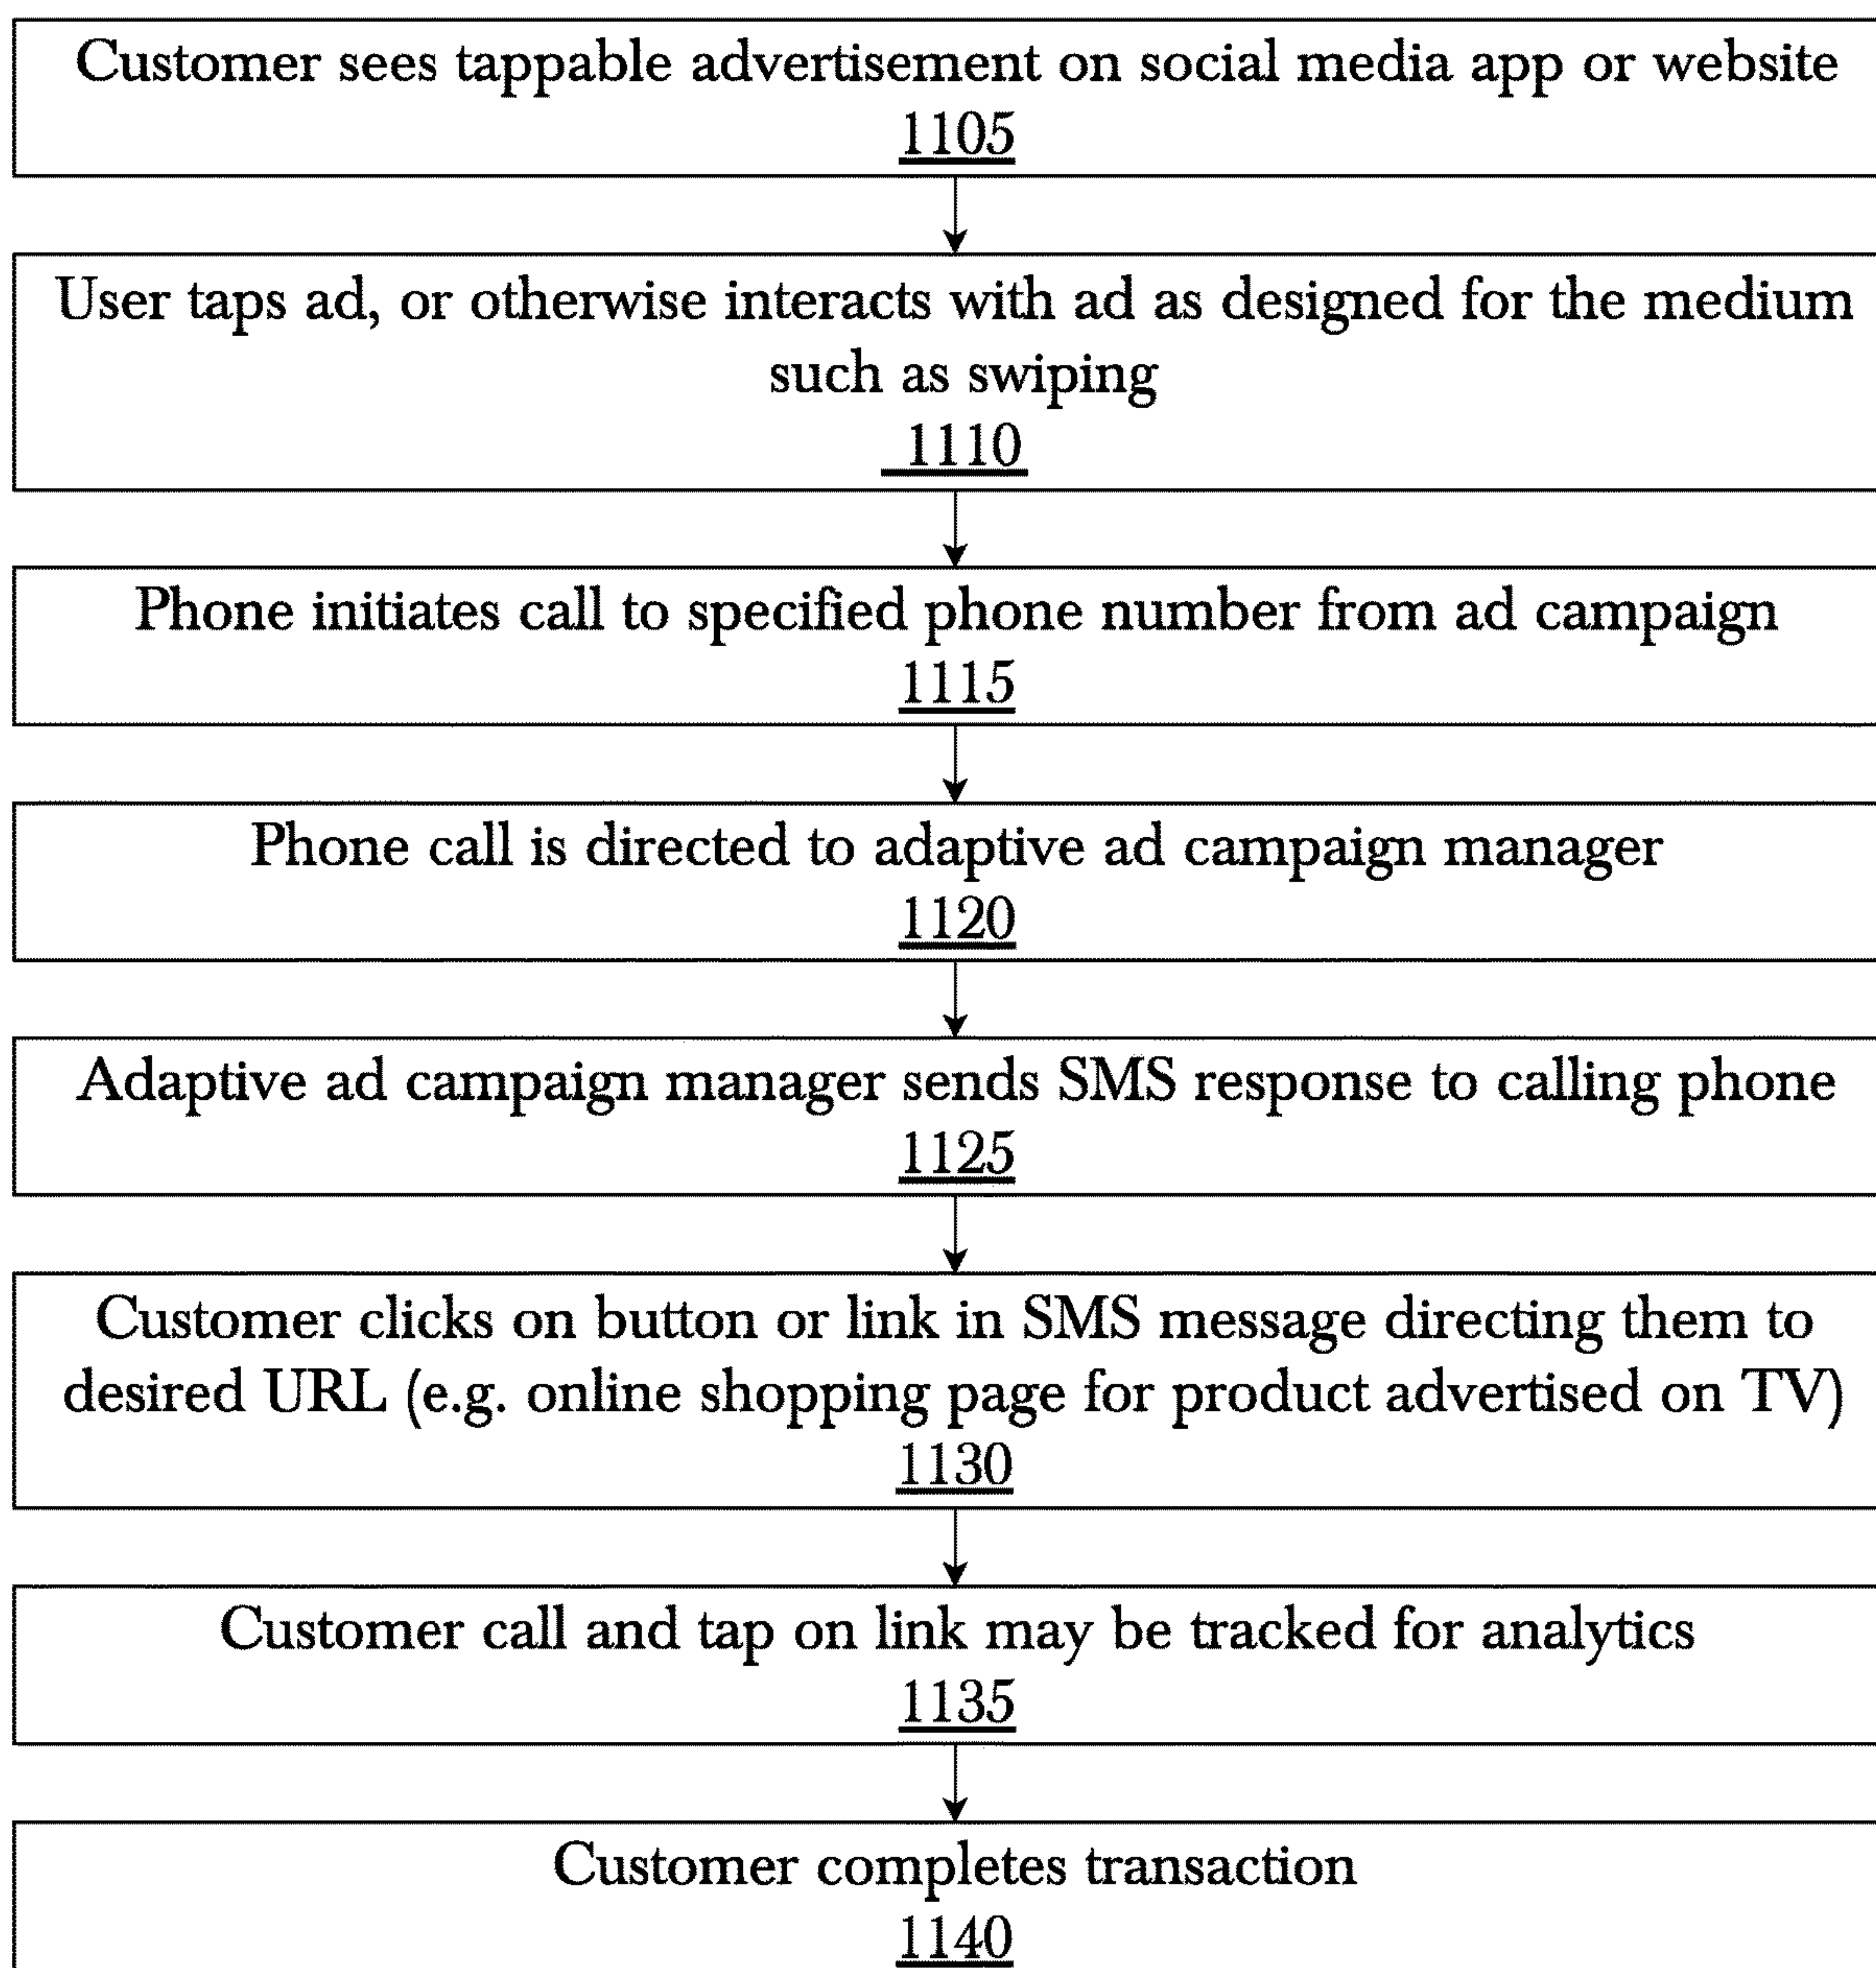 Customer sees tappable advertisement on social media app or website
1105
User taps ad, or otherwise interacts with ad as designed for the medium
such as swiping
1110
Phone initiates call to specified phone number from ad campaign
1115
Phone call is directed to adaptive ad campaign manager
1120
Adaptive ad campaign manager sends SMS response to calling phone
1125
Customer clicks on button or link in SMS message directing them to
desired URL (e.g. online shopping page for product advertised on TV)
1130
Customer call and tap on link may be tracked for analytics
1135
Customer completes transaction
1140